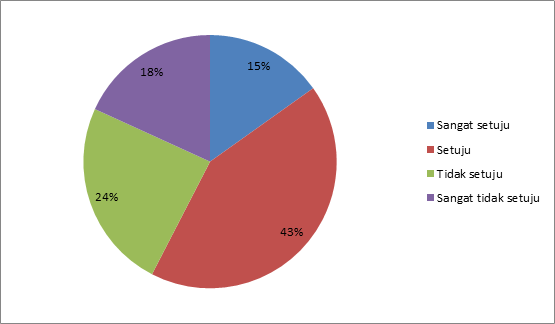 15%
43%
24%
18%
Sangat setuju
Setuju
Tidak setuju
Sangat tidak setuju